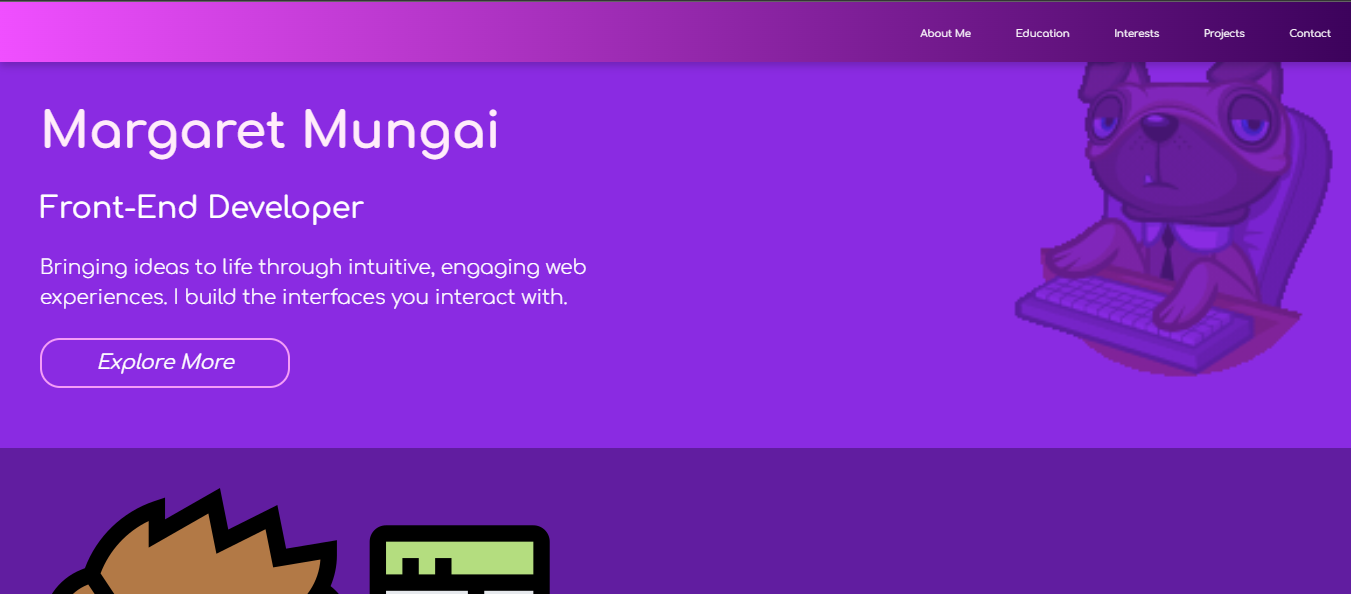 About Me Education Interests Projects Contact
Margaret Mungai
Front-End Developer
Bringing ideas to life through intuitive, engaging web
experiences. I build the interfaces you interact with.
Explore More